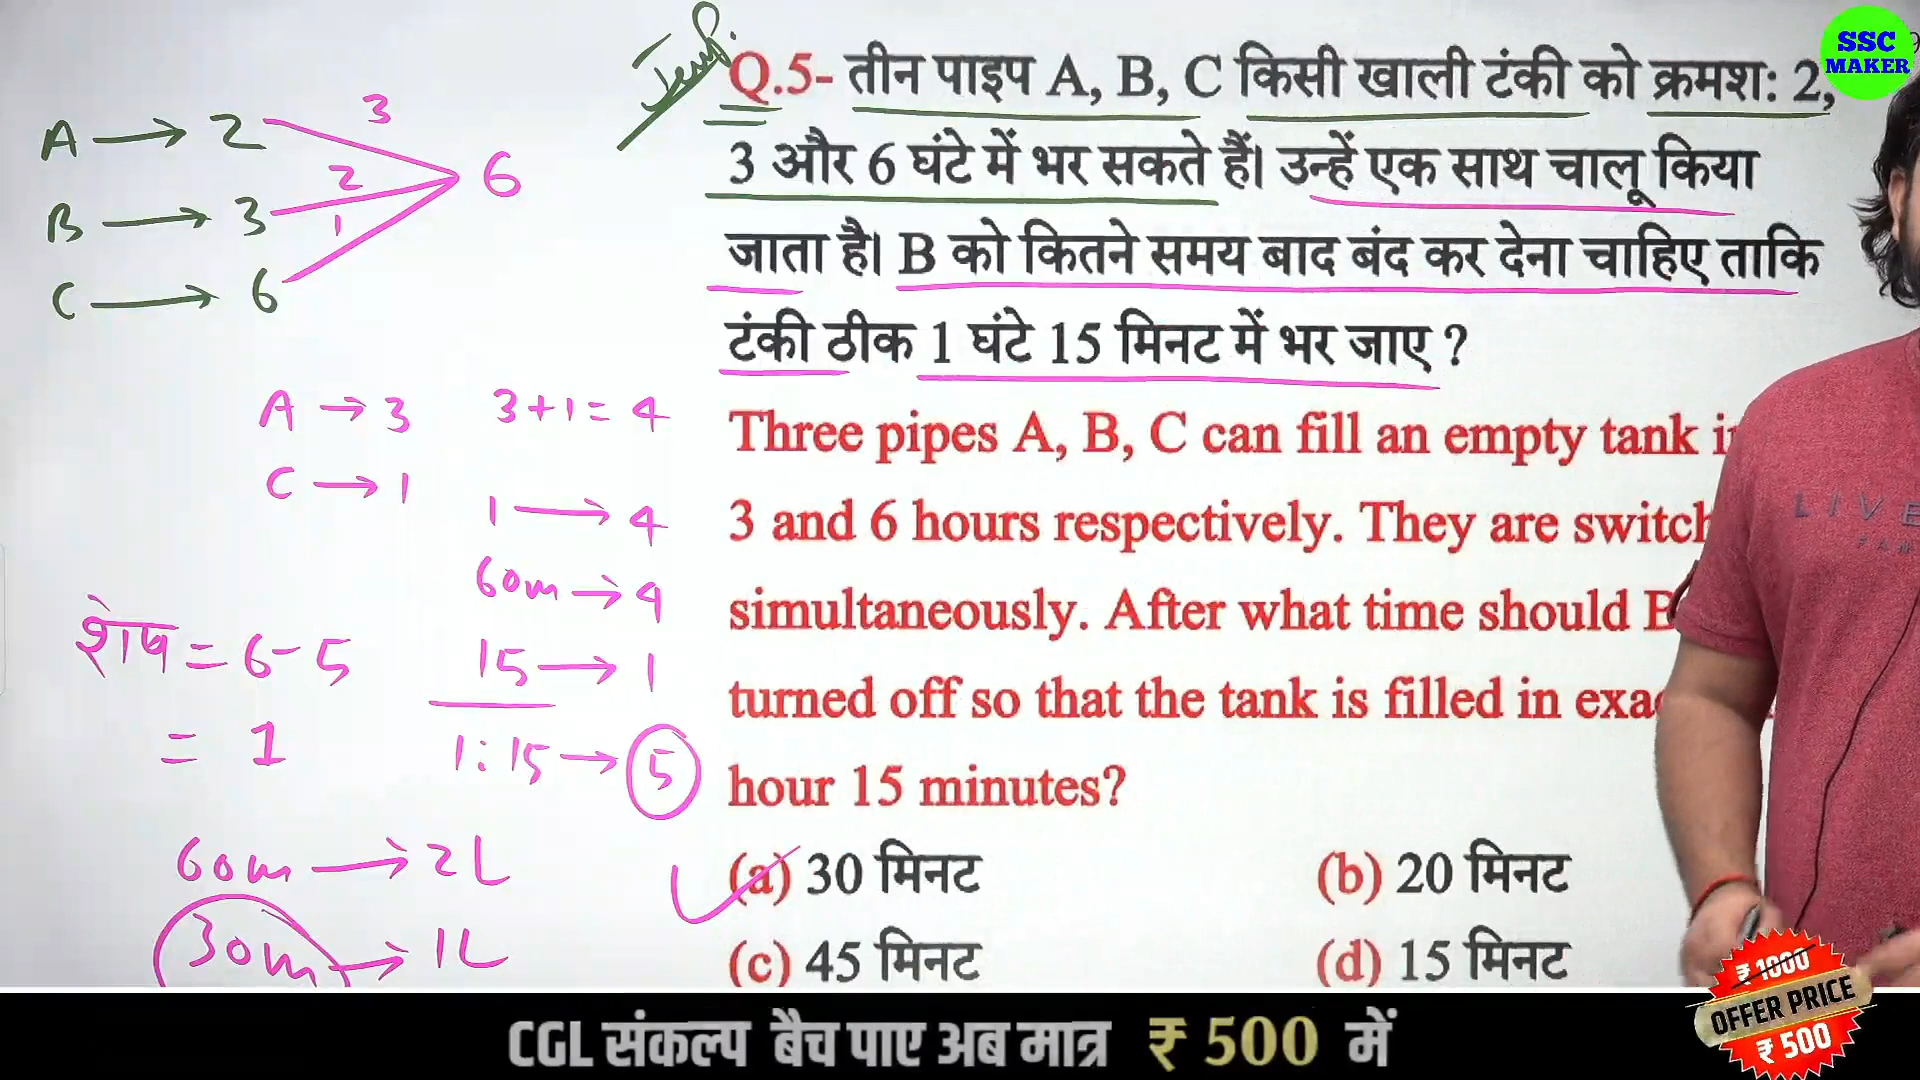 SSC
MAKER
Q.5- तीन पाइप A, B, C किसी खाली टंकी को क्रमश: 2,
3 और 6 घंटे में भर सकते हैं। उन्हें एक साथ चालू किया
जाता है। B को कितने समय बाद बंद कर देना चाहिए ताकि
टंकी ठीक 1 घंटे 15 मिनट में भर जाए ?
Three pipes A, B, C can fill an empty tank
3 and 6 hours respectively. They are
simultaneously. After what time should B
turned off so that the tank is filled in
hour 15 minutes?
(a) 30 मिनट
(b) 20 मिनट
(c) 45 मिनट
(d) 15 मिनट
A → 2
3
B → 3
2
C → 6
1
6
A → 3
C → 1
3+1= 4
1 → 4
60m → 4
15 → 1
1:15 → 5
शेष = 6-5
= 1
60m → 2L
30m → 1L
LIVE
₹ 1000
OFFER PRICE
₹ 500
CGL संकल्प बैच पाए अब मात्र ₹ 500 में